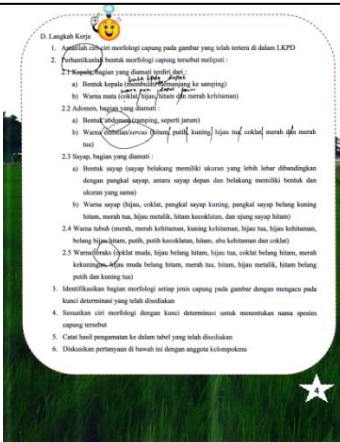 D. Langkah Kerja
1. Amatilah ciri-ciri morfologi capung pada gambar yang telah tertera di dalam LKPD
2. Perhatikanlah bentuk morfologi capung tersebut meliputi :
2.1 Kepala, bagian yang diamati terdiri dari :
a) Bentuk kepala (membulat, memanjang ke samping)
b) Warna mata (coklat, hijau, hitam dan merah kehitaman)
2.2 Adomen, bagian yang diamati :
a) Bentuk abdomen (ramping, seperti jarum)
b) Warna embelan/sercus (hitam, putih, kuning, hijau tua, coklat, merah dan merah
tua)
2.3 Sayap, bagian yang diamati :
a) Bentuk sayap (sayap belakang memiliki ukuran yang lebih lebar dibandingkan
dengan pangkal sayap, antara sayap depan dan belakang memiliki bentuk dan
ukuran yang sama)
b) Warna sayap (hijau, coklat, pangkal sayap kuning, pangkal sayap belang kuning
hitam, merah tua, hijau metalik, hitam kecoklatan, dan ujung sayap hitam)
2.4 Warna tubuh (merah, merah kehitaman, kuning kehitaman, hijau tua, hijau kehitaman,
belang hijau hitam, putih, putih kecoklatan, hitam, abu kehitaman dan coklat)
2.5 Warna toraks (coklat muda, hijau belang hitam, hijau tua, coklat belang hitam, merah
kekuningan, hijau muda belang hitam, merah tua, hitam, hijau metalik, hitam belang
putih dan kuning tua)
3. Identifikasikan bagian morfologi setiap jenis capung pada gambar dengan mengacu pada
kunci determinasi yang telah disediakan
4. Sesuaikan ciri morfologi dengan kunci determinasi untuk menentukan nama spesies
capung tersebut
5. Catat hasil pengamatan ke dalam tabel yang telah disediakan
6. Diskusikan pertanyaan di bawah ini dengan anggota kelompokmu
4